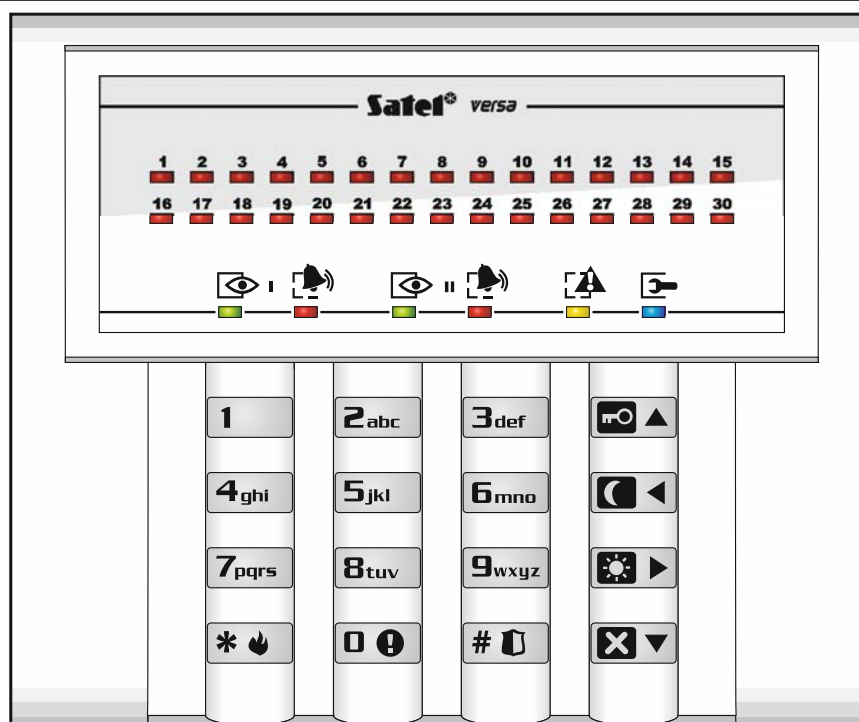 Satel® versa
1 2 3 4 5 6 7 8 9 10 11 12 13 14 15
16 17 18 19 20 21 22 23 24 25 26 27 28 29 30
I II
1 2abc 3def
4ghi 5jkl 6mno
7pqrs 8tuv 9wxyz
* 0 #